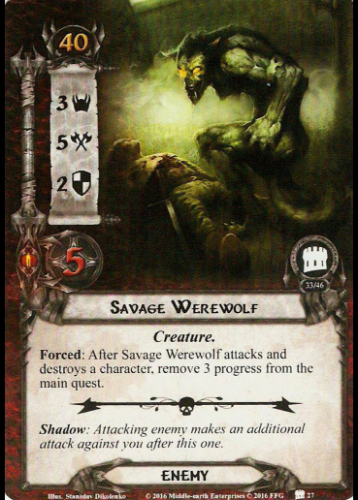 40
3
5
2
5
33/46
SAVAGE WEREWOLF
Creature.
Forced: After Savage Werewolf attacks and
destroys a character, remove 3 progress from
the main quest.
Shadow: Attacking enemy makes an additional
attack against you after this one.
ENEMY
Illus. Stanislav Dikolenko © 2016 Middle-earth Enterprises © 2016 FFG 27